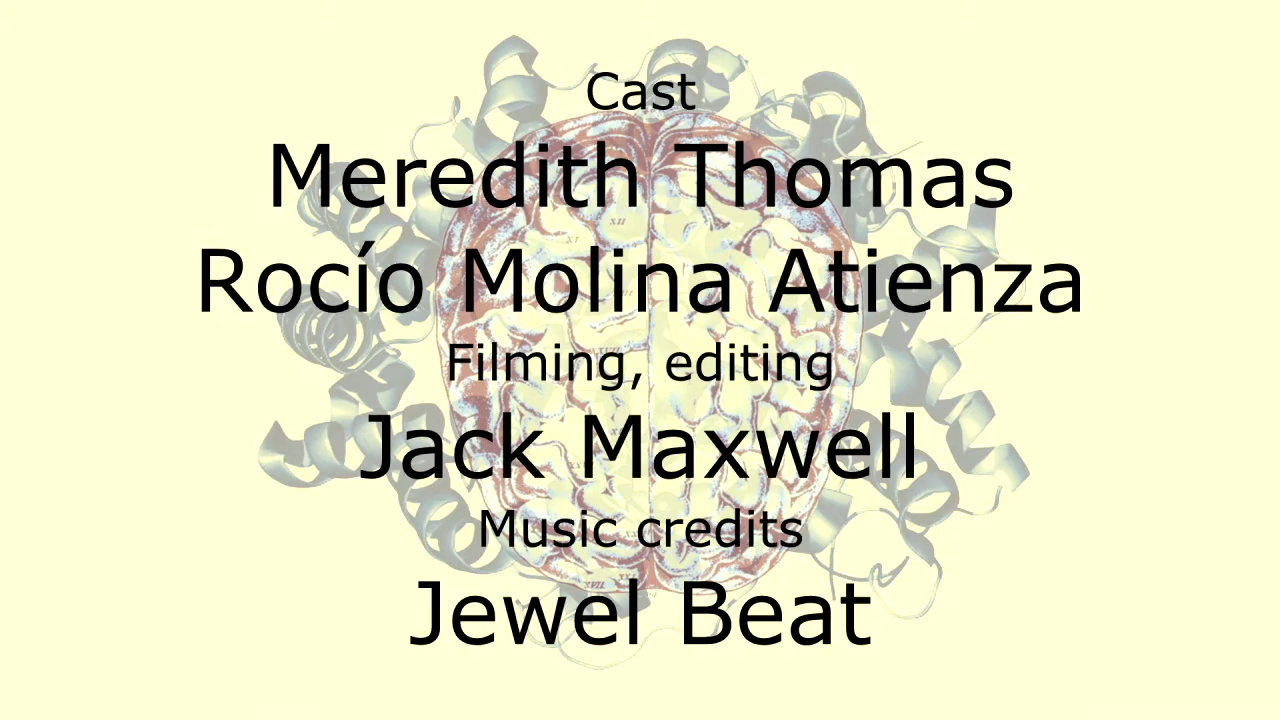 Cast
Meredith Thomas
Rocío Molina Atienza
Filming, editing
Jack Maxwell
Music credits
Jewel Beat